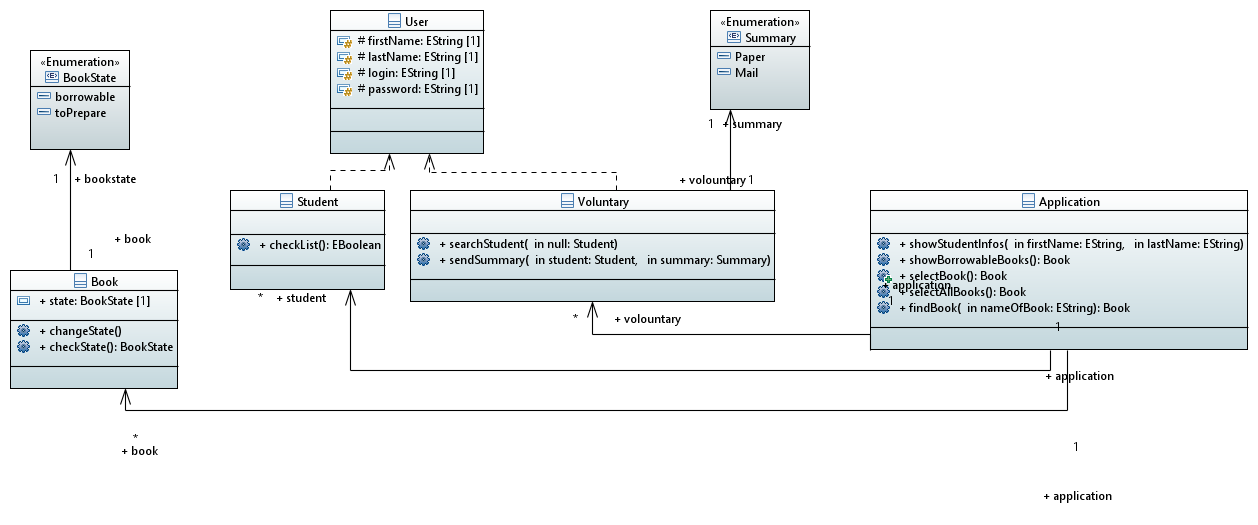 User
# firstName: EString [1]
# lastName: EString [1]
# login: EString [1]
# password: EString [1]
«Enumeration»
Summary
Paper
Mail
1 + summary
«Enumeration»
BookState
borrowable
toPrepare
1 + bookstate
+ book
1
+ volountary 1
Student
+ checkList(): EBoolean
* + student
Voluntary
+ searchStudent( in null: Student)
+ sendSummary( in student: Student, in summary: Summary)
* + volountary
Application
+ showStudentInfos( in firstName: EString, in lastName: EString)
+ showBorrowableBooks(): Book
+ selectBook(): Book
+ application
+ selectAllBooks(): Book
1
+ findBook( in nameOfBook: EString): Book
1
+ application
Book
+ state: BookState [1]
+ changeState()
+ checkState(): BookState
*
+ book
1
+ application